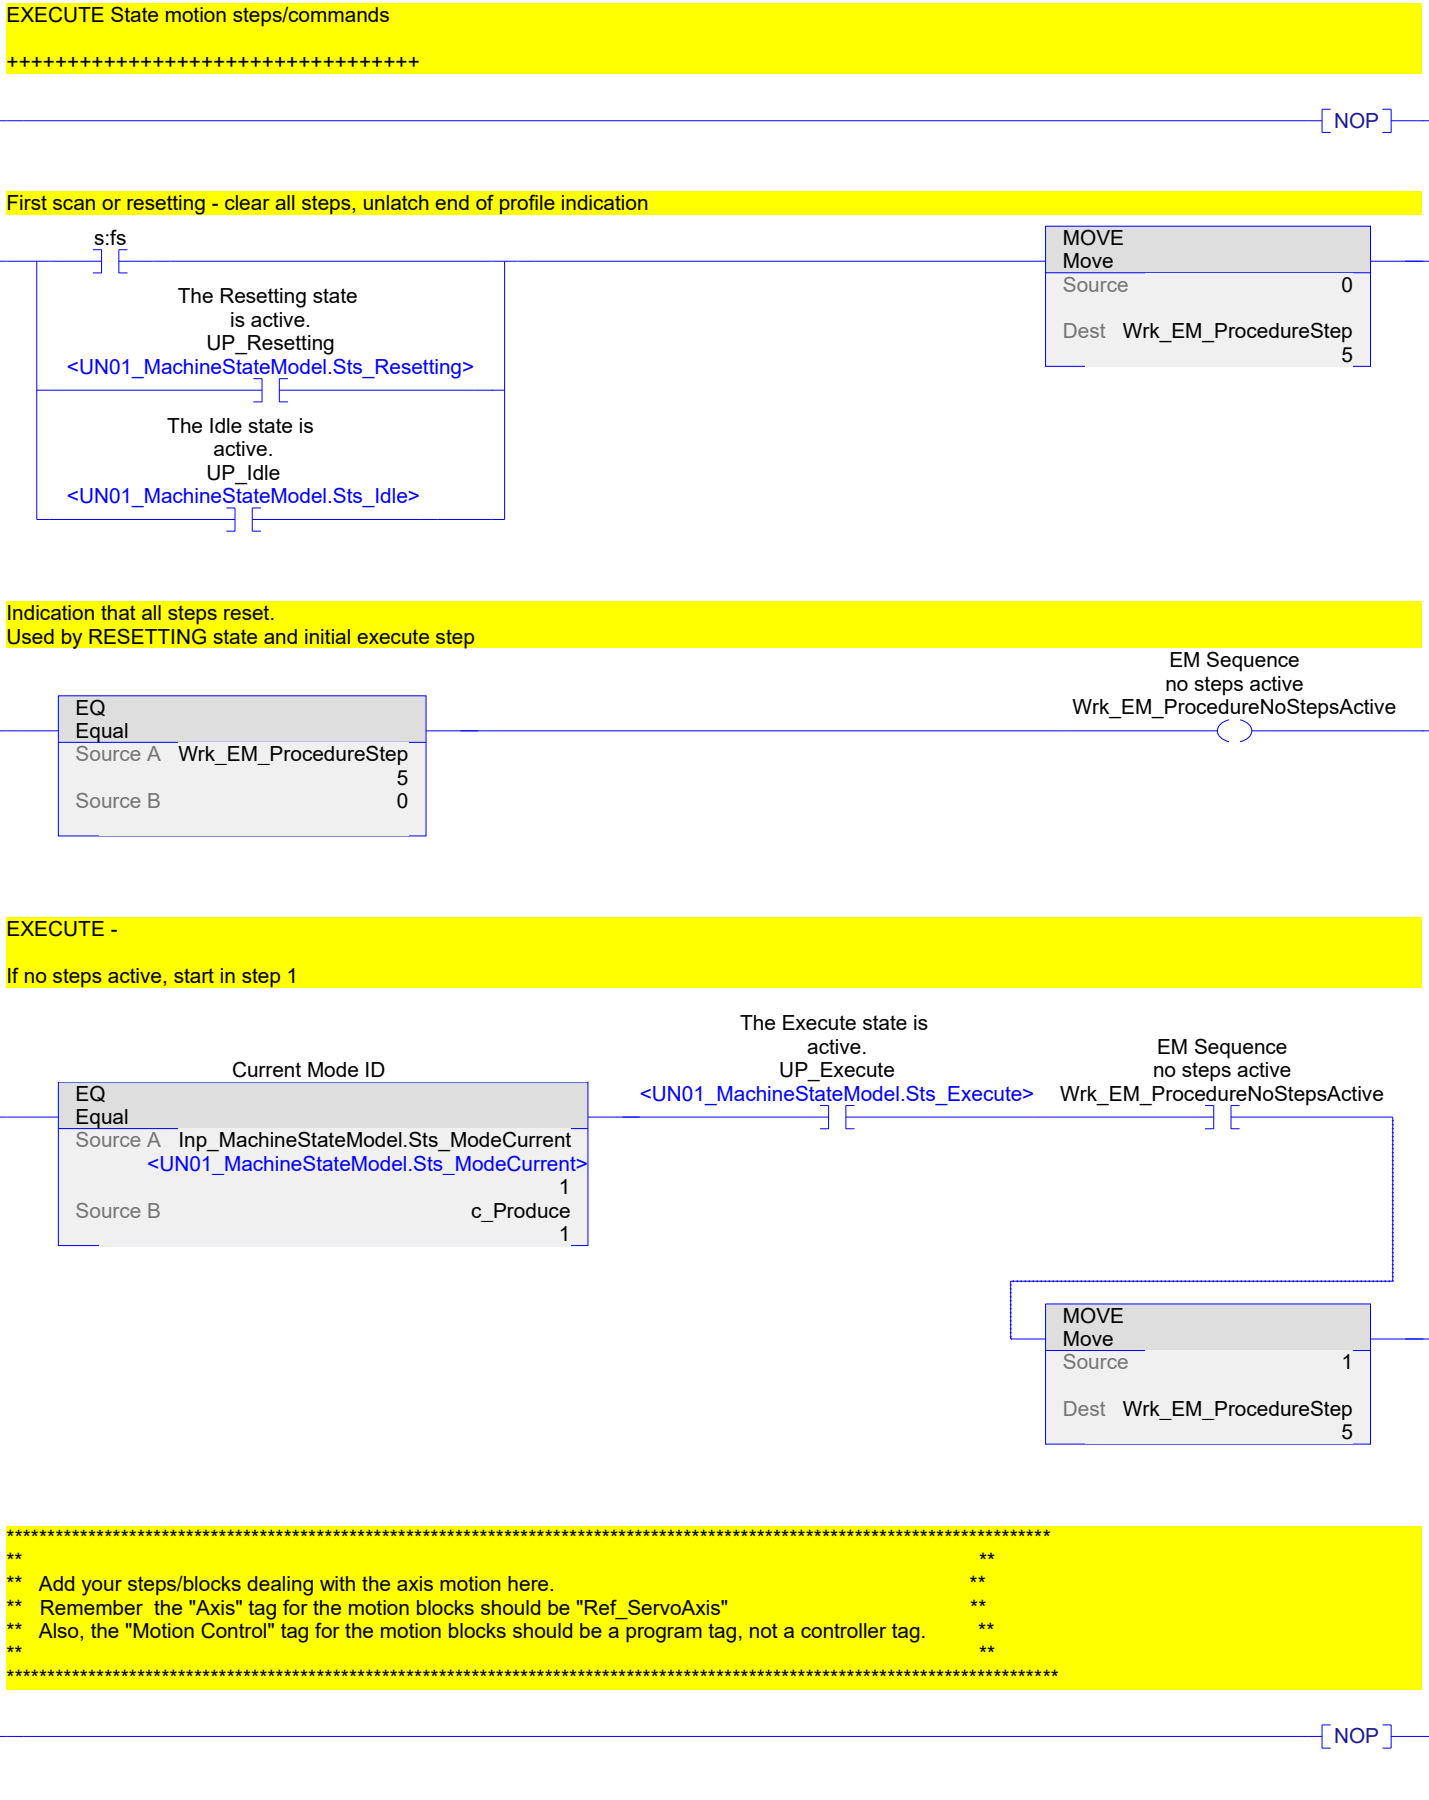 EXECUTE State motion steps/commands
++++++++++++++++++++++++++++++++++
NOP
First scan or resetting - clear all steps, unlatch end of profile indication
s:fs
The Resetting state
is active.
UP_Resetting
<UN01_MachineStateModel.Sts_Resetting>
The Idle state is
active.
UP_Idle
<UN01_MachineStateModel.Sts_Idle>
MOVE
Move
Source 0
Dest Wrk_EM_ProcedureStep
5
Indication that all steps reset.
Used by RESETTING state and initial execute step
EQ
Equal
Source A Wrk_EM_ProcedureStep
5
Source B 0
EM Sequence
no steps active
Wrk_EM_ProcedureNoStepsActive
EXECUTE -
If no steps active, start in step 1
Current Mode ID
EQ
Equal
Source A Inp_MachineStateModel.Sts_ModeCurrent
<UN01_MachineStateModel.Sts_ModeCurrent>
1
Source B c_Produce
1
The Execute state is
active.
UP_Execute
<UN01_MachineStateModel.Sts_Execute>
EM Sequence
no steps active
Wrk_EM_ProcedureNoStepsActive
MOVE
Move
Source 1
Dest Wrk_EM_ProcedureStep
5
**********************************************************************************************************************************
** **
** Add your steps/blocks dealing with the axis motion here. **
** Remember the "Axis" tag for the motion blocks should be "Ref_ServoAxis" **
** Also, the "Motion Control" tag for the motion blocks should be a program tag, not a controller tag. **
** **
***********************************************************************************************************************************
NOP